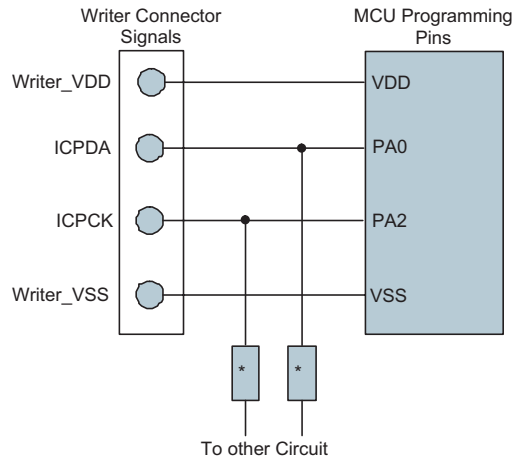 Writer Connector
Signals
MCU Programming
Pins
Writer_VDD
VDD
ICPDA
PA0
ICPCK
PA2
Writer_VSS
VSS
*
*
To other Circuit